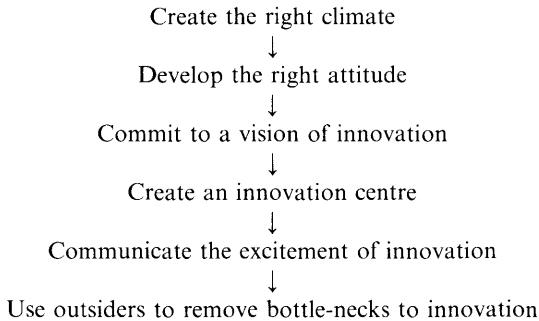 Create the right climate
↓
Develop the right attitude
↓
Commit to a vision of innovation
↓
Create an innovation centre
↓
Communicate the excitement of innovation
↓
Use outsiders to remove bottle-necks to innovation